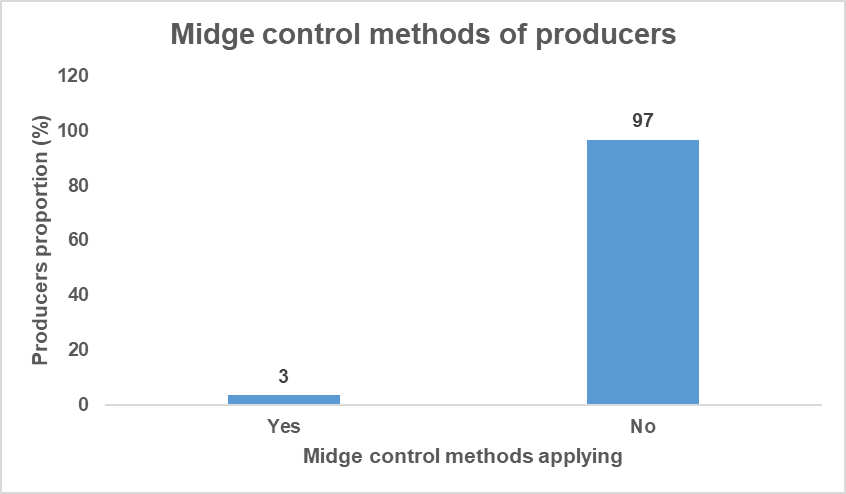 Midge control methods of producers
Producers proportion (%)
120
100
80
60
40
20
0
3
97
Yes
No
Midge control methods applying